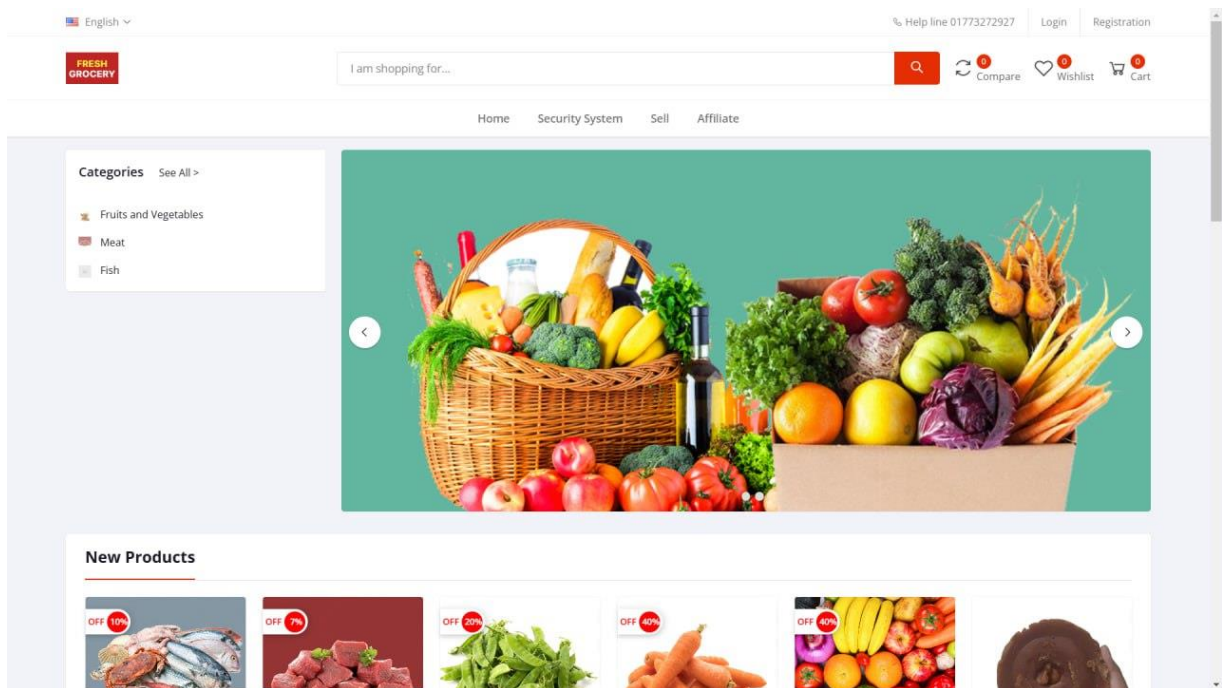 English
Help line 01773272927
Login
Registration
FRESH
GROCERY
I am shopping for...
0
Compare
0
Wishlist
0
Cart
Home
Security System
Sell
Affiliate
Categories
See All >
Fruits and Vegetables
Meat
Fish
New Products
OFF 10%
OFF 7%
OFF 20%
OFF 40%
OFF 40%